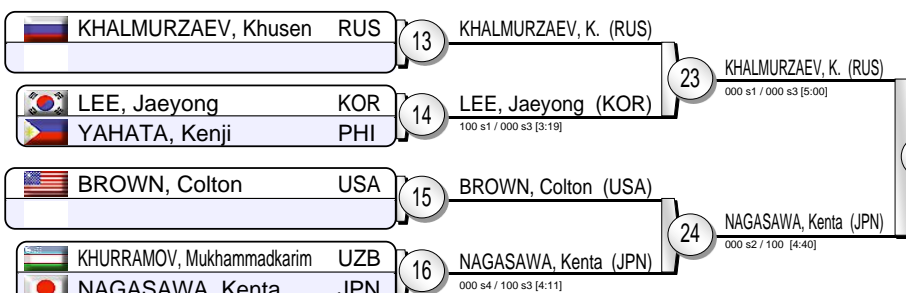 KHALMURZAEV, Khusen RUS
13
KHALMURZAEV, K. (RUS)
23
KHALMURZAEV, K. (RUS)
000 s1 / 000 s3 [5:00]
LEE, Jaeyong KOR
YAHATA, Kenji PHI
14
LEE, Jaeyong (KOR)
100 s1 / 000 s3 [3:19]
BROWN, Colton USA
15
BROWN, Colton (USA)
24
NAGASAWA, Kenta (JPN)
000 s2 / 100 [4:40]
KHURRAMOV, Mukhammadkarim UZB
NAGASAWA, Kenta JPN
16
NAGASAWA, Kenta (JPN)
000 s4 / 100 s3 [4:11]